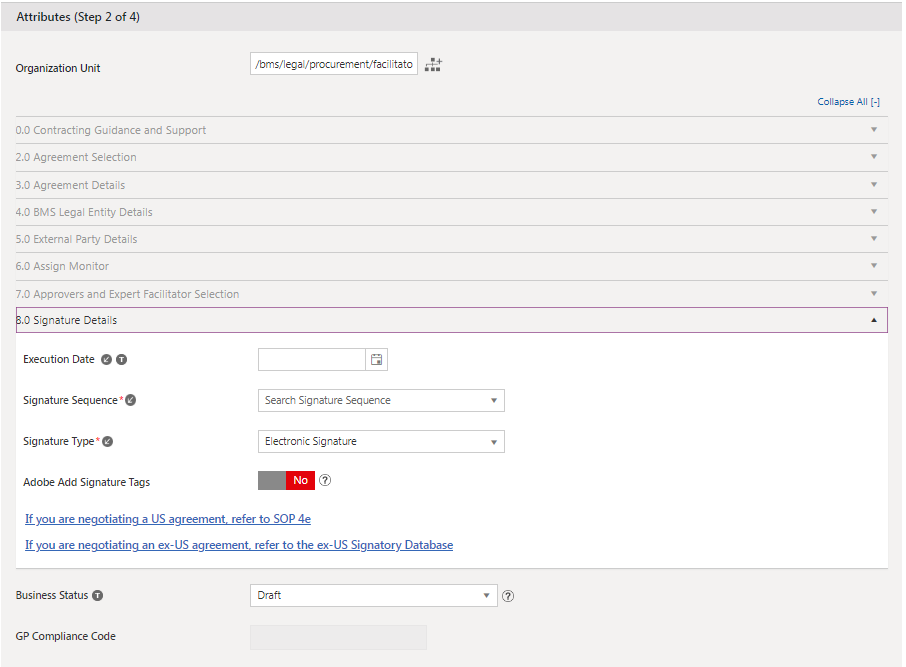 Attributes (Step 2 of 4)
Organization Unit
/bms/legal/procurement/facilitato
Collapse All [-]
0.0 Contracting Guidance and Support
2.0 Agreement Selection
3.0 Agreement Details
4.0 BMS Legal Entity Details
5.0 External Party Details
6.0 Assign Monitor
7.0 Approvers and Expert Facilitator Selection
8.0 Signature Details
Execution Date T
Signature Sequence* Search Signature Sequence
Signature Type* Electronic Signature
Adobe Add Signature Tags No ?
If you are negotiating a US agreement, refer to SOP 4e
If you are negotiating an ex-US agreement, refer to the ex-US Signatory Database
Business Status T Draft ?
GP Compliance Code